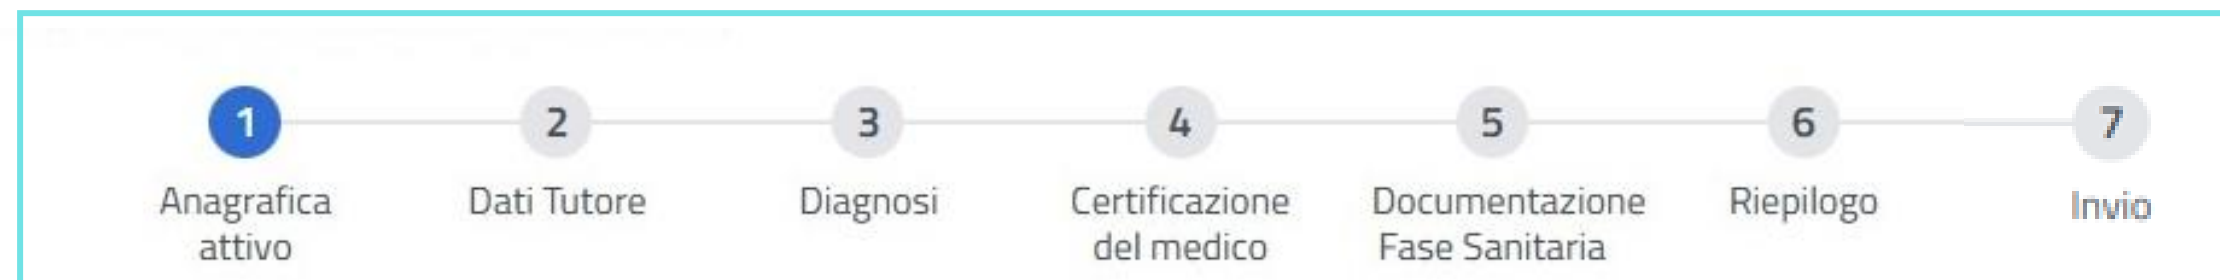 1 2 3 4 5 6 7
Anagrafica attivo
Dati Tutore
Diagnosi
Certificazione del medico
Documentazione Fase Sanitaria
Riepilogo
Invio